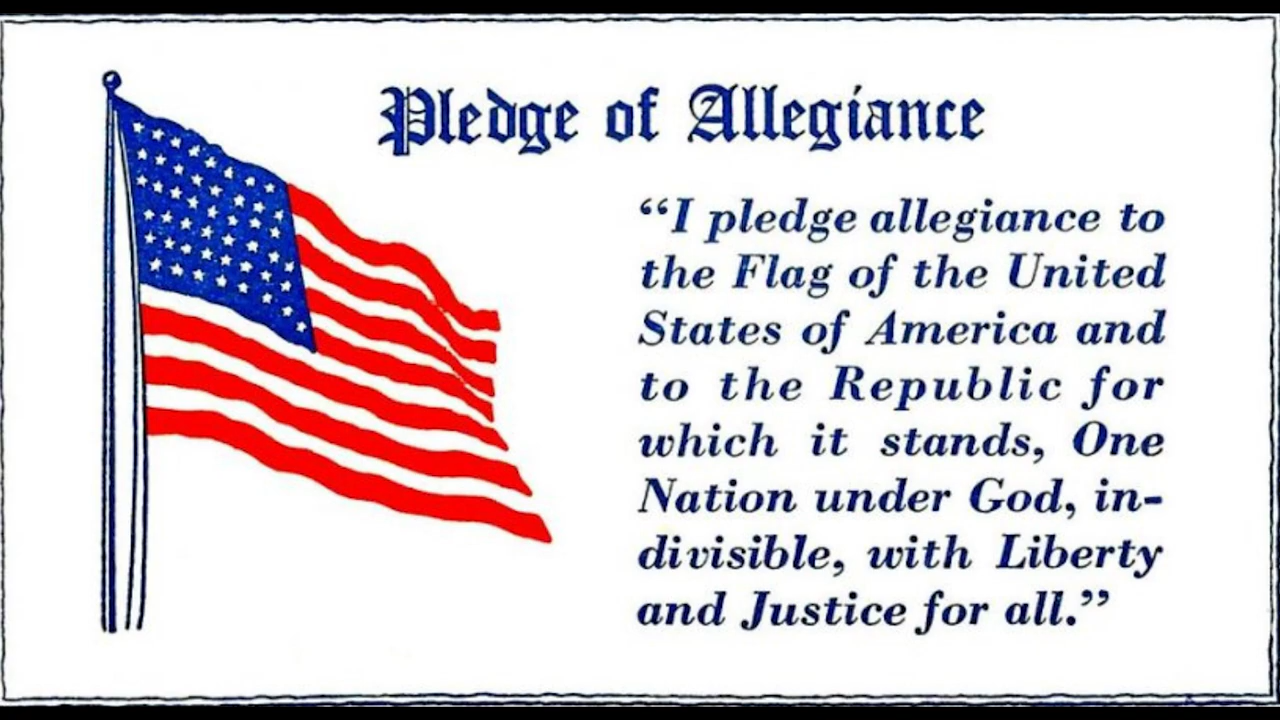 Pledge of Allegiance
“I pledge allegiance to
the Flag of the United
States of America and
to the Republic for
which it stands, One
Nation under God, in-
divisible, with Liberty
and Justice for all.”